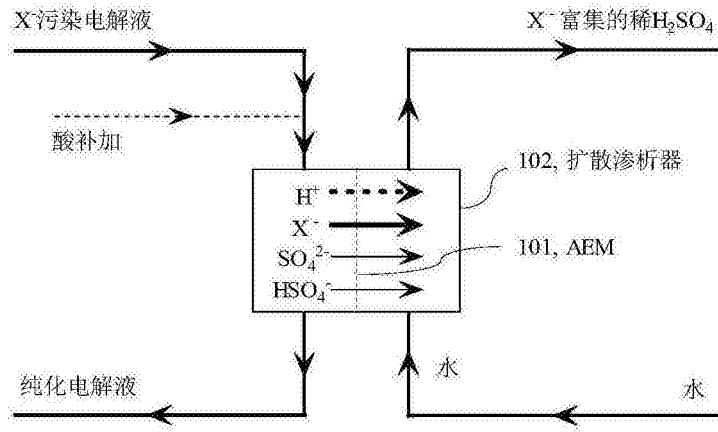 X⁻污染电解液
X⁻富集的稀H₂SO₄
酸补加
102, 扩散渗析器
H⁺
X⁻
SO₄²⁻
101, AEM
HSO₄⁻
纯化电解液
水
水